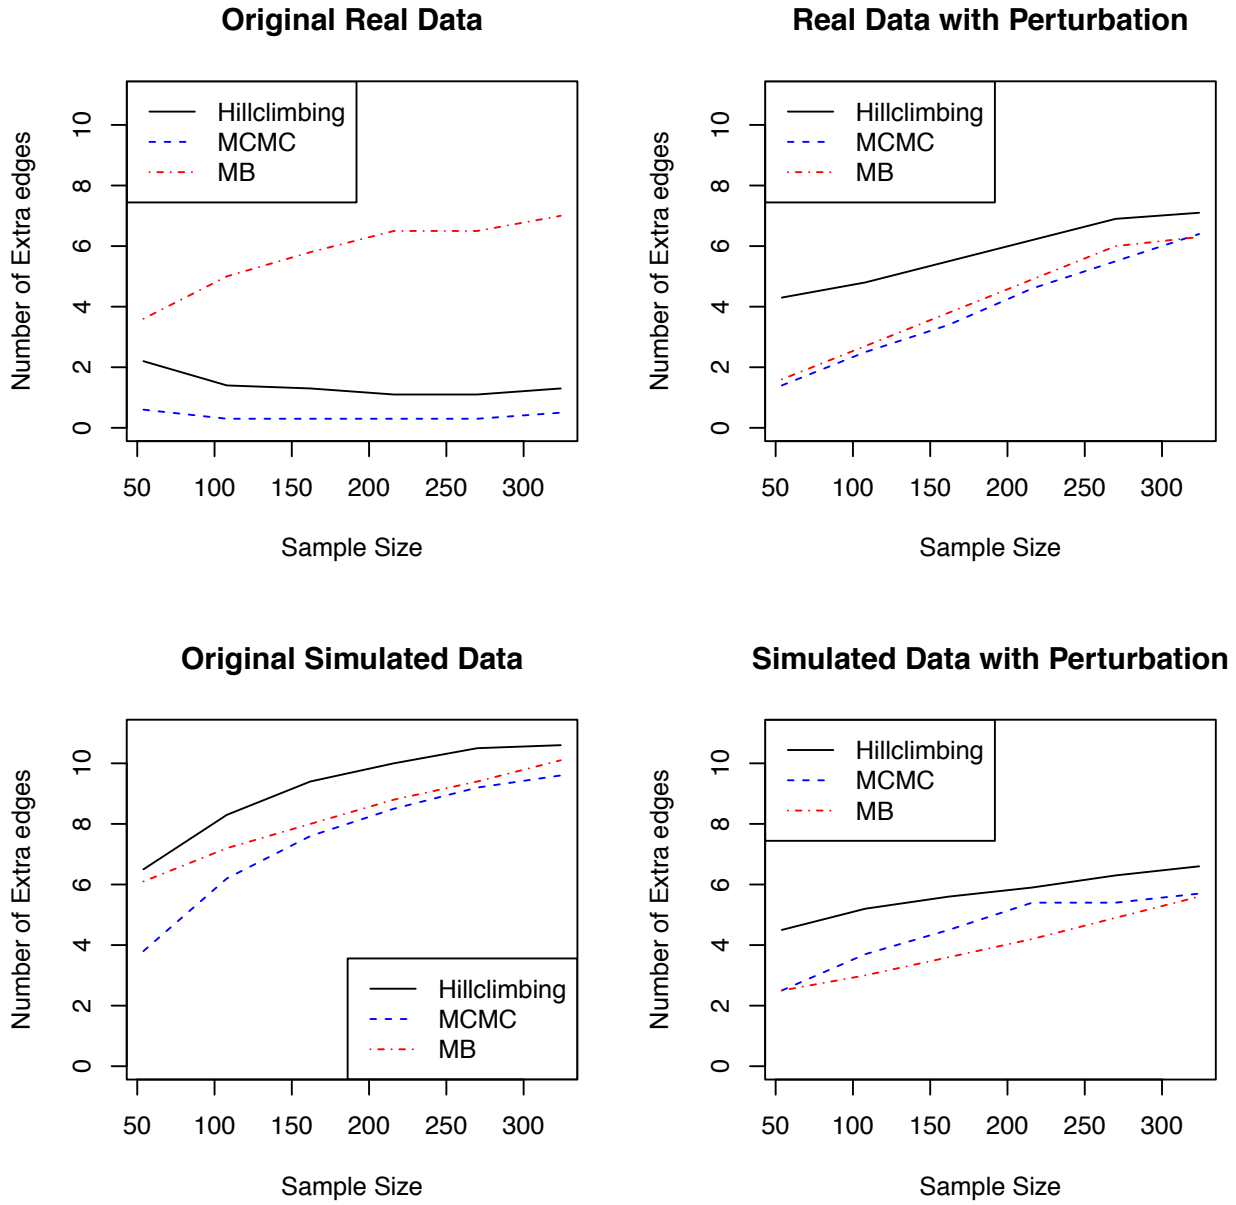 Original Real Data
Number of Extra edges
10
8
6
4
2
0
Hillclimbing
MCMC
MB
50 100 150 200 250 300
Sample Size
Real Data with Perturbation
Number of Extra edges
10
8
6
4
2
0
Hillclimbing
MCMC
MB
50 100 150 200 250 300
Sample Size
Original Simulated Data
Number of Extra edges
10
8
6
4
2
0
Hillclimbing
MCMC
MB
50 100 150 200 250 300
Sample Size
Simulated Data with Perturbation
Number of Extra edges
10
8
6
4
2
0
Hillclimbing
MCMC
MB
50 100 150 200 250 300
Sample Size